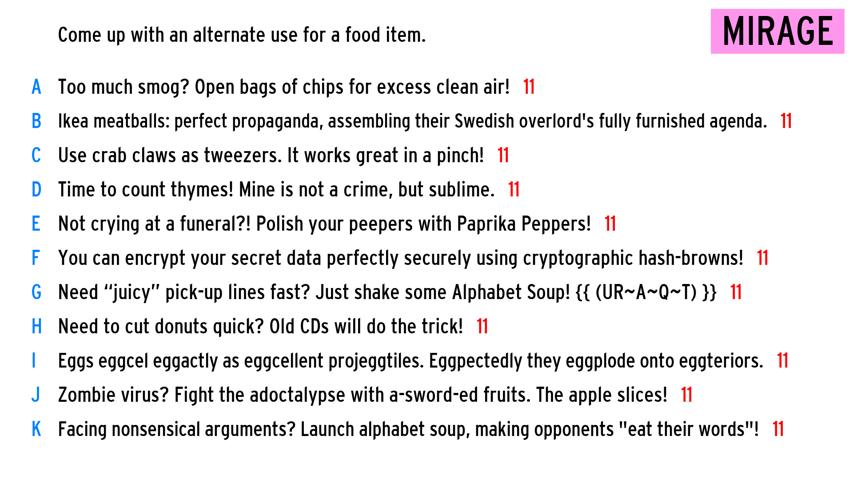 Come up with an alternate use for a food item.
MIRAGE
A Too much smog? Open bags of chips for excess clean air! 11
B Ikea meatballs: perfect propaganda, assembling their Swedish overlord's fully furnished agenda. 11
C Use crab claws as tweezers. It works great in a pinch! 11
D Time to count thymes! Mine is not a crime, but sublime. 11
E Not crying at a funeral?! Polish your peepers with Paprika Peppers! 11
F You can encrypt your secret data perfectly securely using cryptographic hash-browns! 11
G Need “juicy” pick-up lines fast? Just shake some Alphabet Soup! {{ (UR~A~Q~T) }} 11
H Need to cut donuts quick? Old CDs will do the trick! 11
I Eggs eggcel eggactly as eggcellent projeggtiles. Eggpectedly they eggplode onto eggteriors. 11
J Zombie virus? Fight the adoctalypse with a-sword-ed fruits. The apple slices! 11
K Facing nonsensical arguments? Launch alphabet soup, making opponents "eat their words"! 11